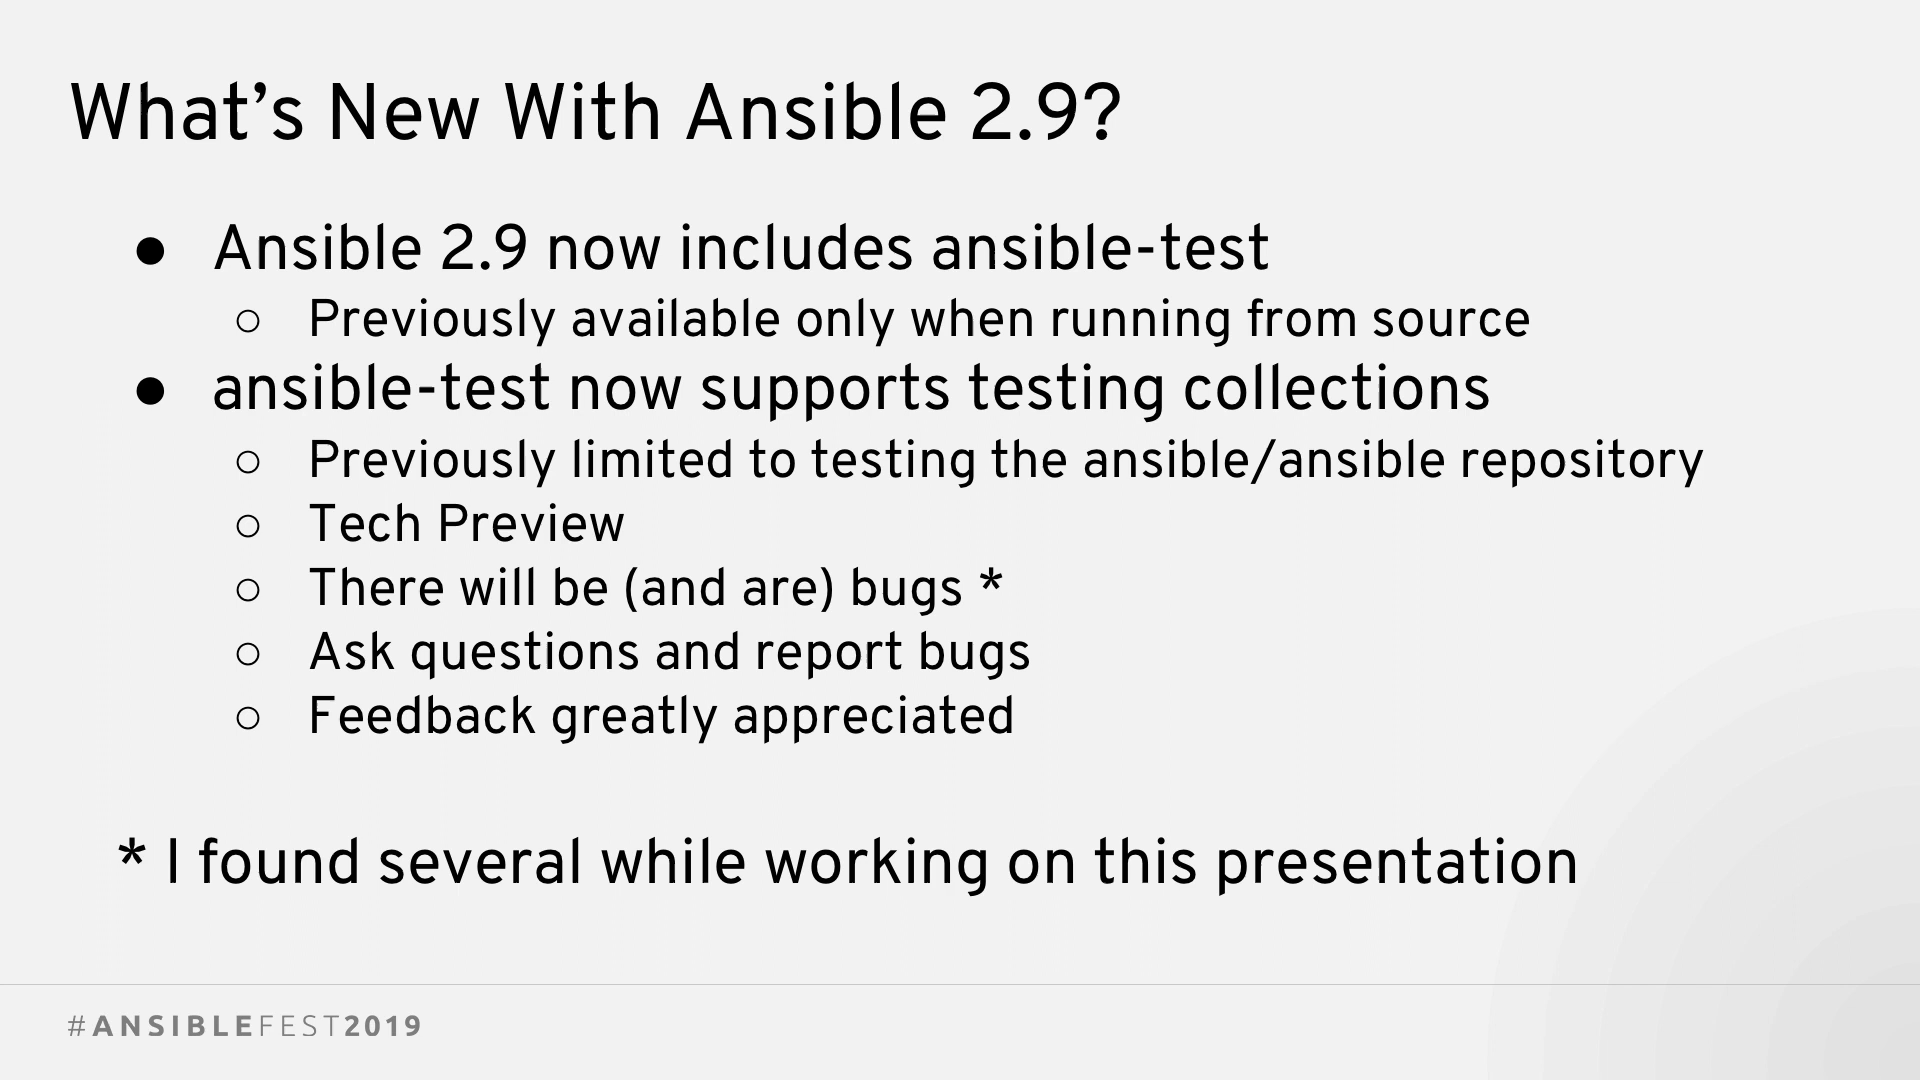 What’s New With Ansible 2.9?
● Ansible 2.9 now includes ansible-test
○ Previously available only when running from source
● ansible-test now supports testing collections
○ Previously limited to testing the ansible/ansible repository
○ Tech Preview
○ There will be (and are) bugs *
○ Ask questions and report bugs
○ Feedback greatly appreciated
* I found several while working on this presentation
#ANSIBLEFEST2019